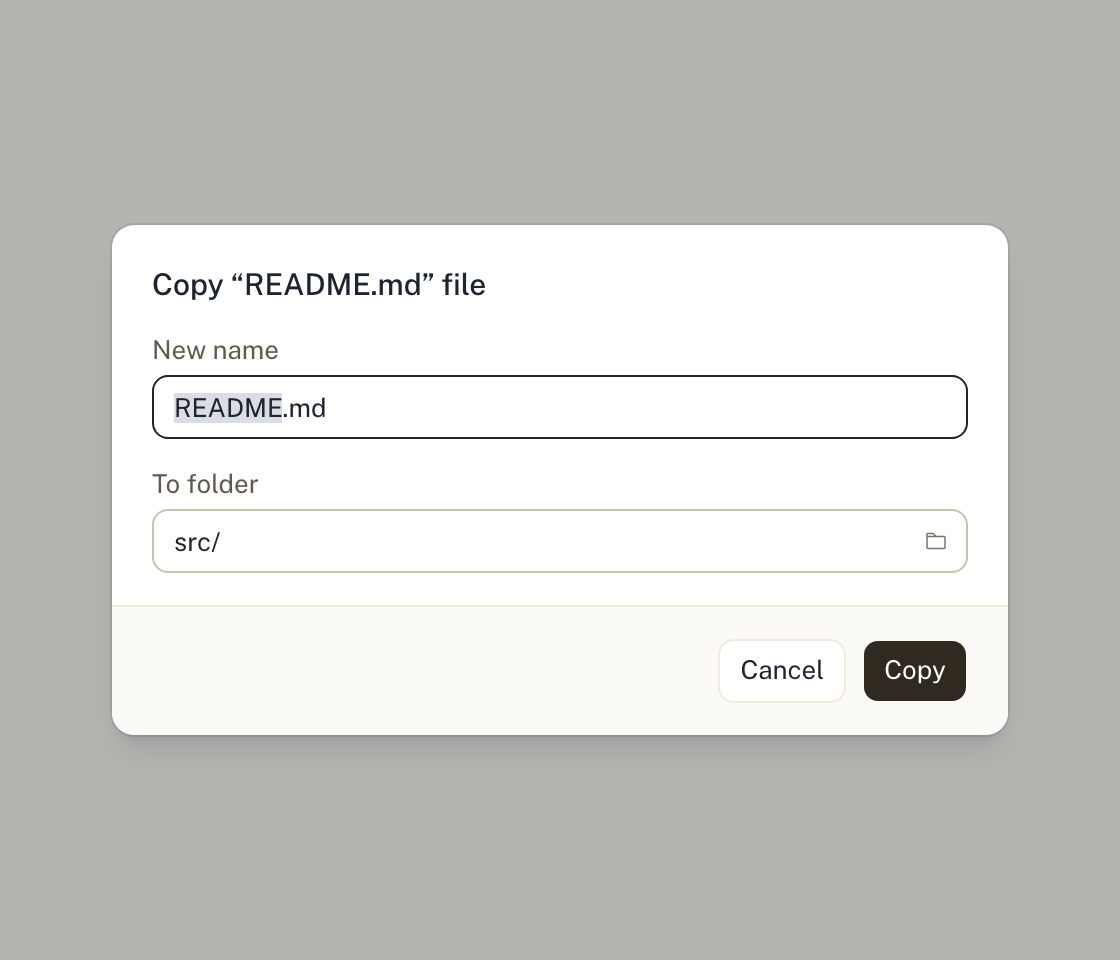 Copy “README.md” file
New name
README.md
To folder
src/
Cancel
Copy